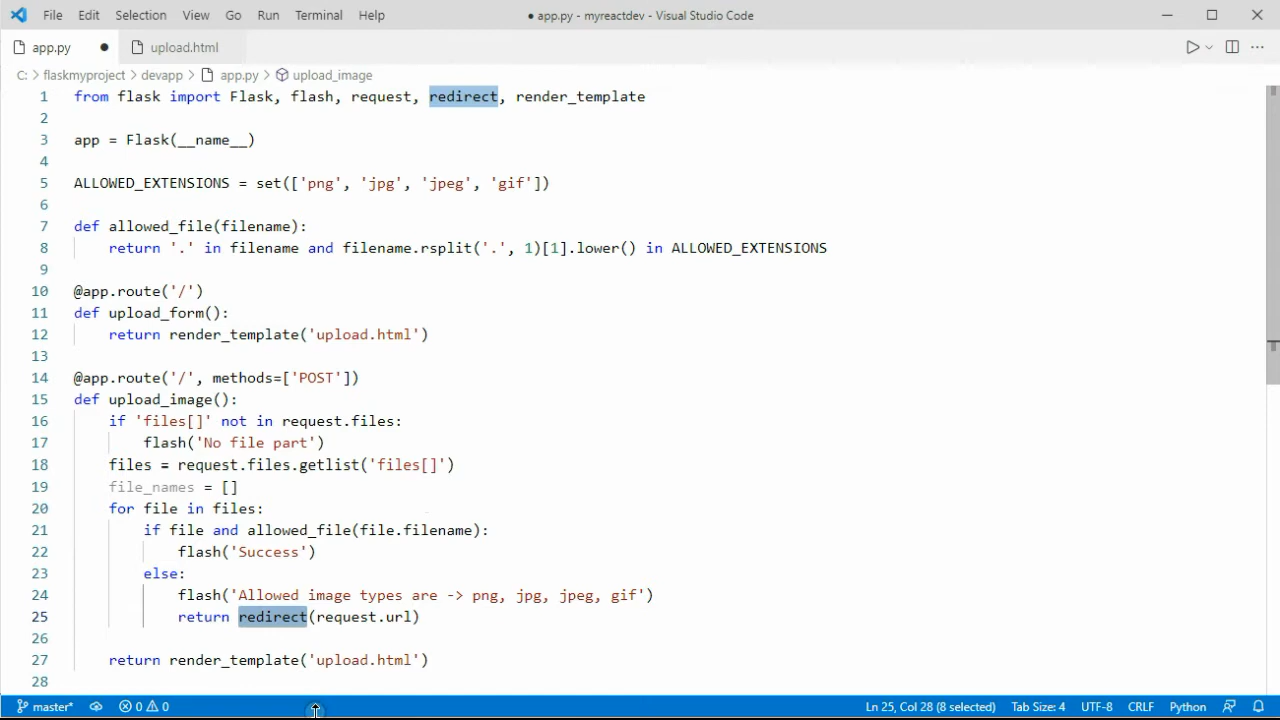 File Edit Selection View Go Run Terminal Help ● app.py - myreactdev - Visual Studio Code
app.py ● upload.html
C: > flaskmyproject > devapp > app.py > upload_image
1 from flask import Flask, flash, request, redirect, render_template
2
3 app = Flask(__name__)
4
5 ALLOWED_EXTENSIONS = set(['png', 'jpg', 'jpeg', 'gif'])
6
7 def allowed_file(filename):
8 return '.' in filename and filename.rsplit('.', 1)[1].lower() in ALLOWED_EXTENSIONS
9
10 @app.route('/')
11 def upload_form():
12 return render_template('upload.html')
13
14 @app.route('/', methods=['POST'])
15 def upload_image():
16 if 'files[]' not in request.files:
17 flash('No file part')
18 files = request.files.getlist('files[]')
19 file_names = []
20 for file in files:
21 if file and allowed_file(file.filename):
22 flash('Success')
23 else:
24 flash('Allowed image types are -> png, jpg, jpeg, gif')
25 return redirect(request.url)
26
27 return render_template('upload.html')
28
master* 0 0 Ln 25, Col 28 (8 selected) Tab Size: 4 UTF-8 CRLF Python